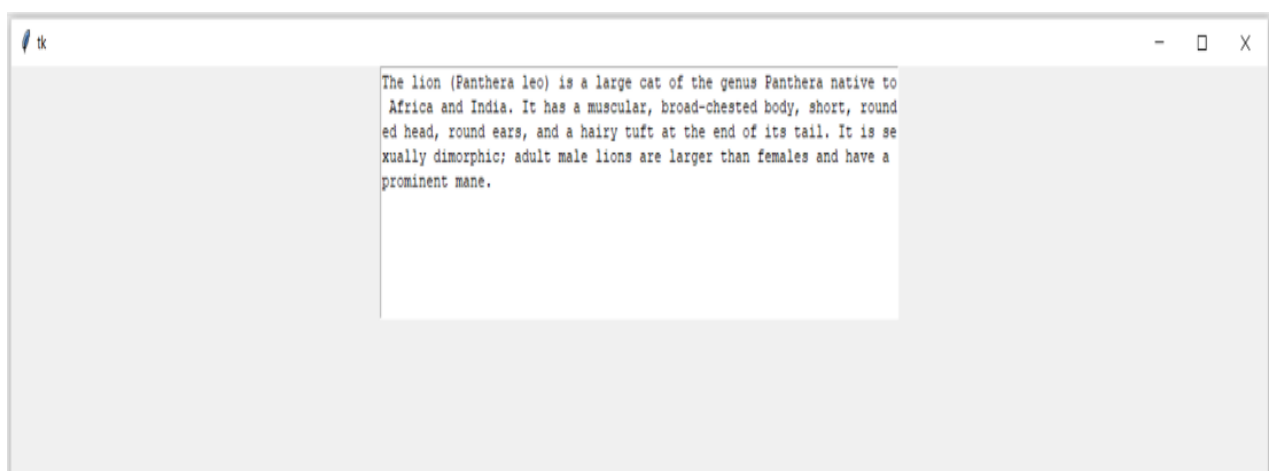 tk
The lion (Panthera leo) is a large cat of the genus Panthera native to
 Africa and India. It has a muscular, broad-chested body, short, round
ed head, round ears, and a hairy tuft at the end of its tail. It is se
xually dimorphic; adult male lions are larger than females and have a
prominent mane.